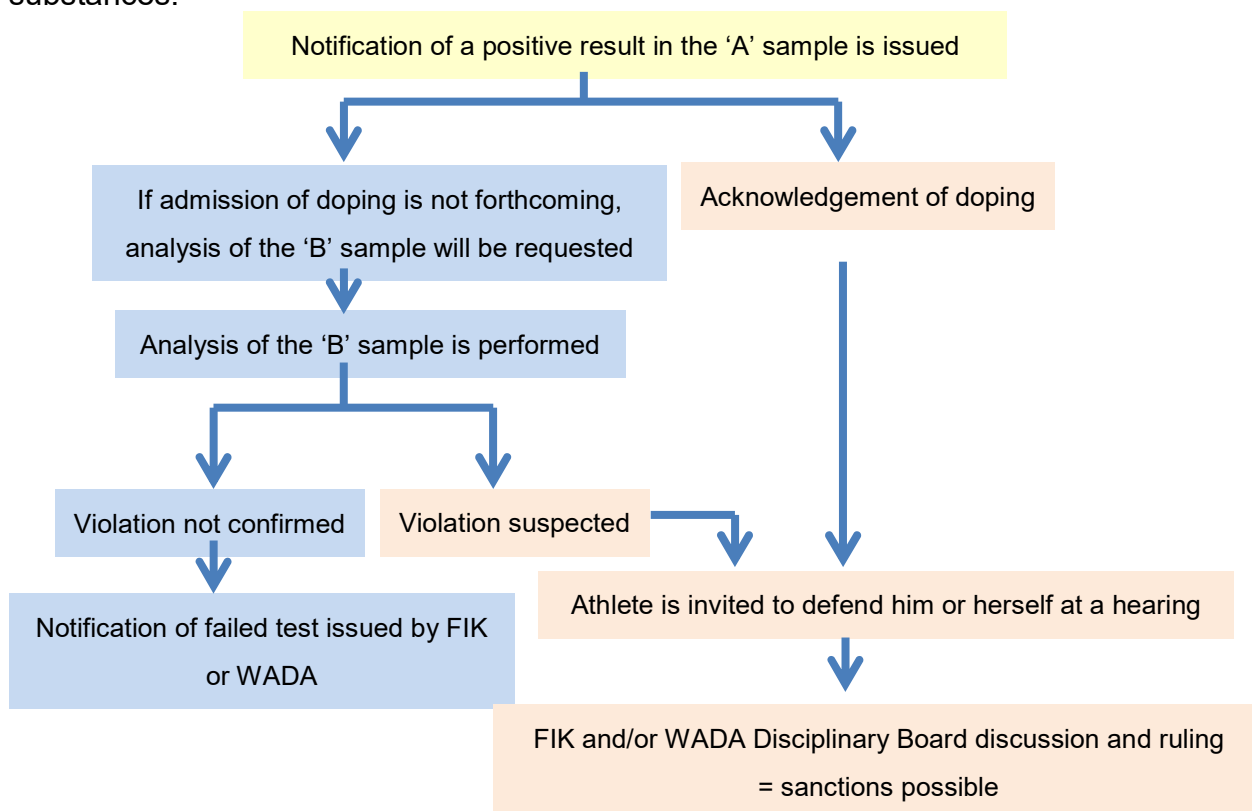 substances.
Notification of a positive result in the ‘A’ sample is issued
If admission of doping is not forthcoming,
analysis of the ‘B’ sample will be requested
Acknowledgement of doping
Analysis of the ‘B’ sample is performed
Violation not confirmed
Violation suspected
Notification of failed test issued by FIK
or WADA
Athlete is invited to defend him or herself at a hearing
FIK and/or WADA Disciplinary Board discussion and ruling
= sanctions possible